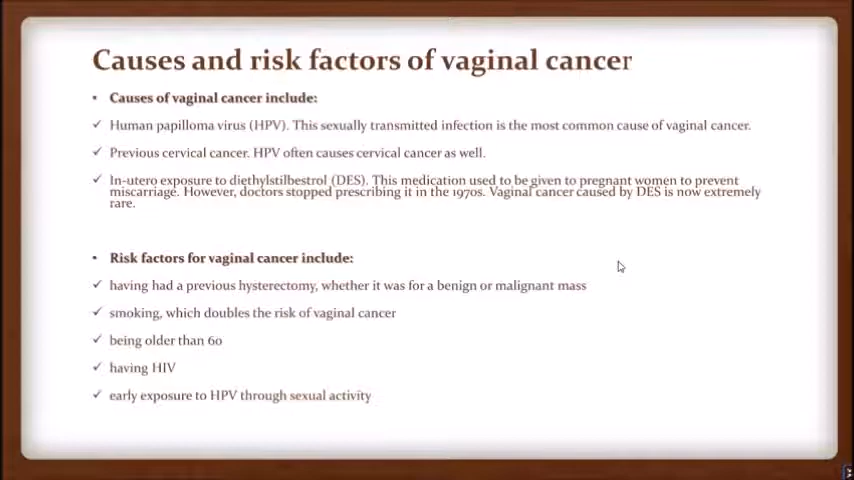 Causes and risk factors of vaginal cancer
• Causes of vaginal cancer include:
✓ Human papilloma virus (HPV). This sexually transmitted infection is the most common cause of vaginal cancer.
✓ Previous cervical cancer. HPV often causes cervical cancer as well.
✓ In-utero exposure to diethylstilbestrol (DES). This medication used to be given to pregnant women to prevent
miscarriage. However, doctors stopped prescribing it in the 1970s. Vaginal cancer caused by DES is now extremely
rare.
• Risk factors for vaginal cancer include:
✓ having had a previous hysterectomy, whether it was for a benign or malignant mass
✓ smoking, which doubles the risk of vaginal cancer
✓ being older than 60
✓ having HIV
✓ early exposure to HPV through sexual activity